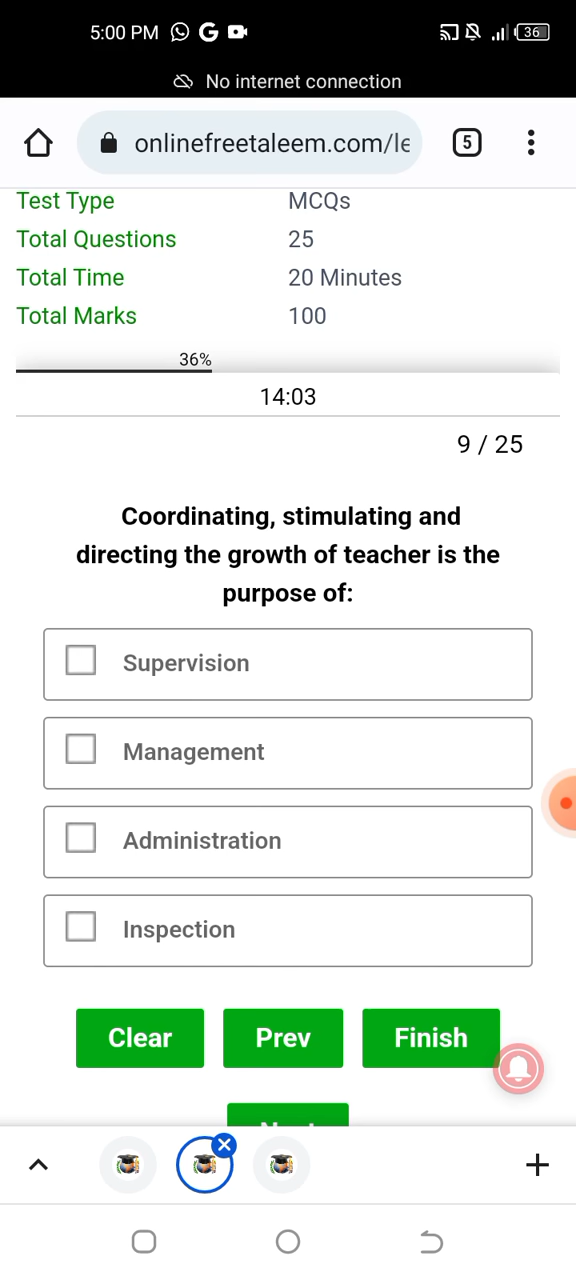 5:00 PM
36
No internet connection
onlinefreetaleem.com/le
5
Test Type MCQs
Total Questions 25
Total Time 20 Minutes
Total Marks 100
36%
14:03
9 / 25
Coordinating, stimulating and
directing the growth of teacher is the
purpose of:
Supervision
Management
Administration
Inspection
Clear Prev Finish